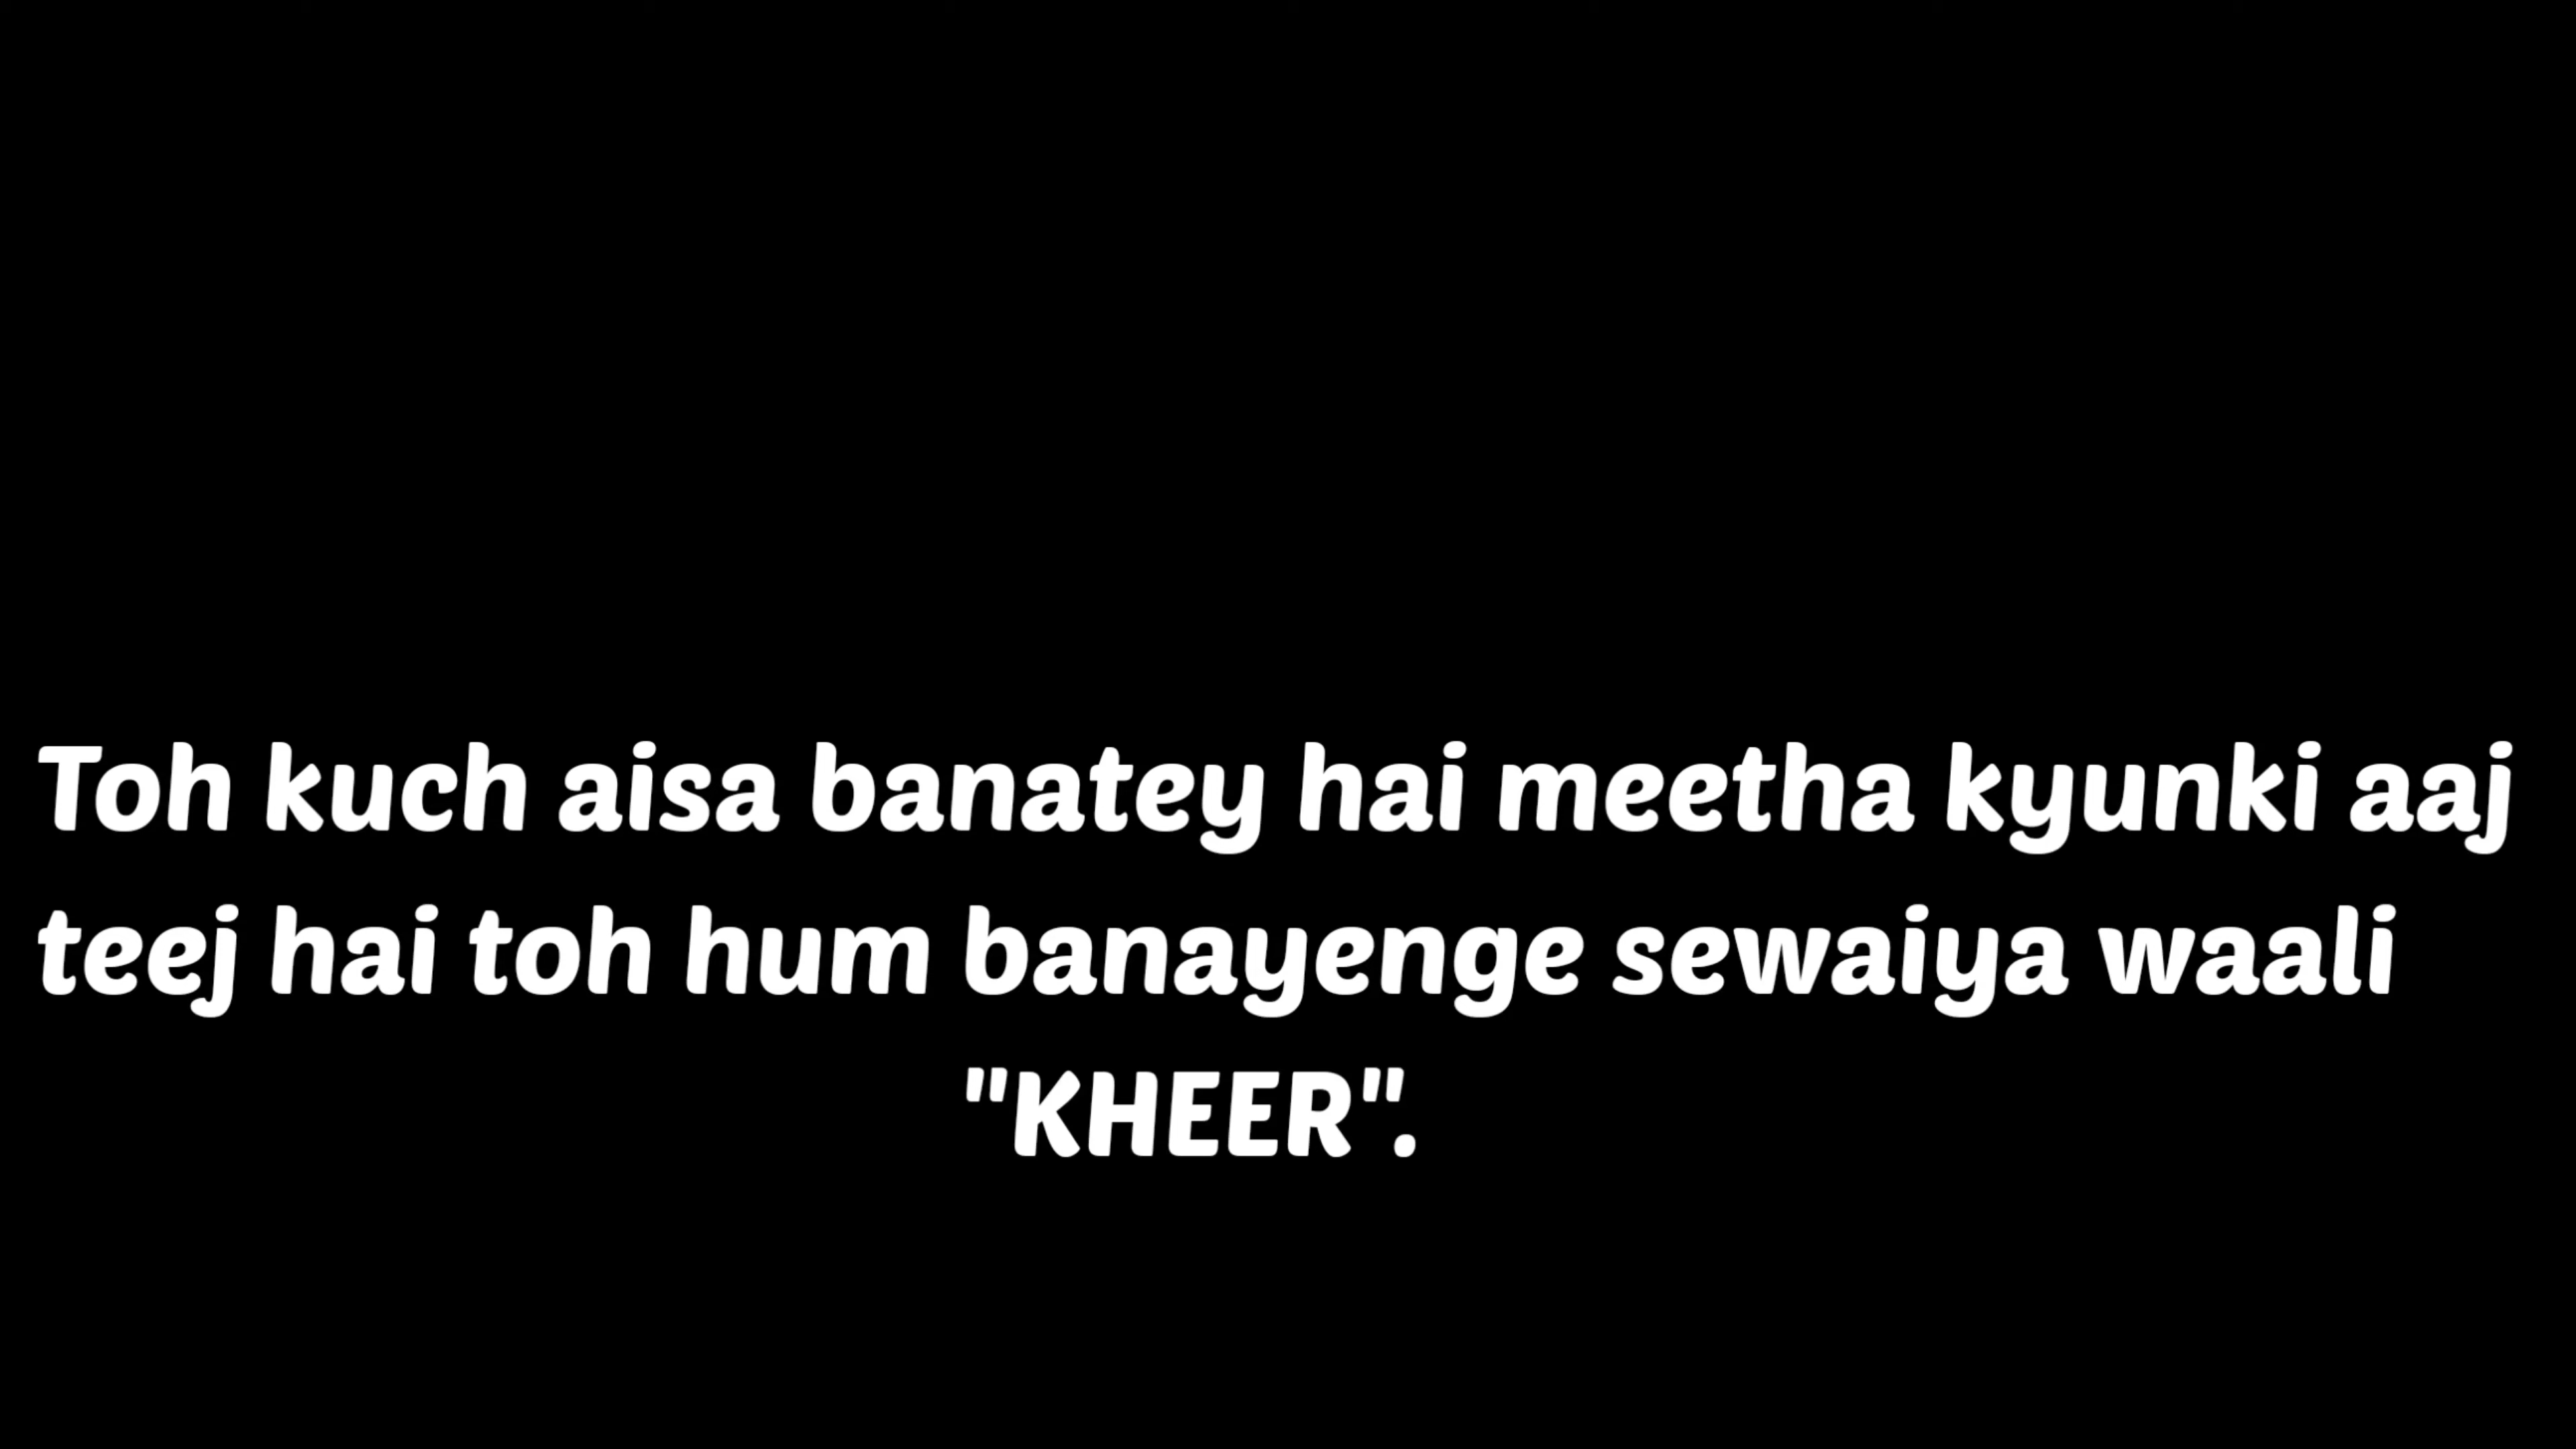 Toh kuch aisa banatey hai meetha kyunki aaj
teej hai toh hum banayenge sewaiya waali
"KHEER".